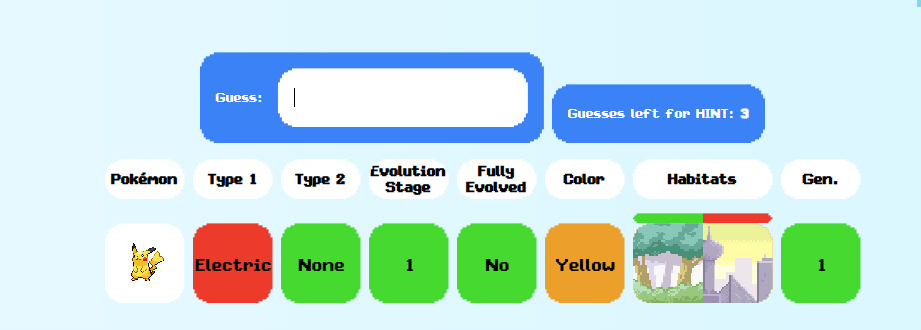 Guess:
Guesses left for HINT: 3
Pokémon Type 1 Type 2 Evolution Stage Fully Evolved Color Habitats Gen.
Electric None 1 No Yellow 1